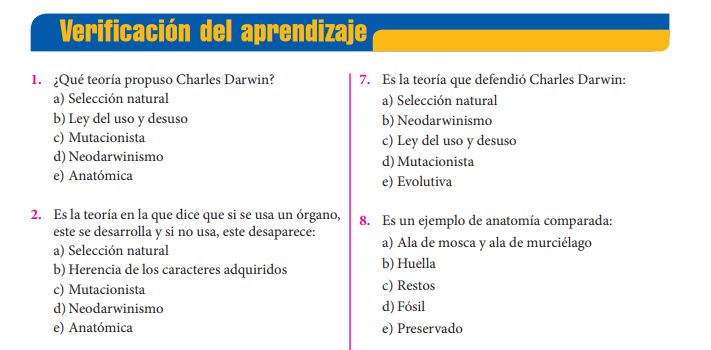 Verificación del aprendizaje
1. ¿Qué teoría propuso Charles Darwin?
a) Selección natural
b) Ley del uso y desuso
c) Mutacionista
d) Neodarwinismo
e) Anatómica
2. Es la teoría en la que dice que si se usa un órgano,
este se desarrolla y si no usa, este desaparece:
a) Selección natural
b) Herencia de los caracteres adquiridos
c) Mutacionista
d) Neodarwinismo
e) Anatómica
7. Es la teoría que defendió Charles Darwin:
a) Selección natural
b) Neodarwinismo
c) Ley del uso y desuso
d) Mutacionista
e) Evolutiva
8. Es un ejemplo de anatomía comparada:
a) Ala de mosca y ala de murciélago
b) Huella
c) Restos
d) Fósil
e) Preservado